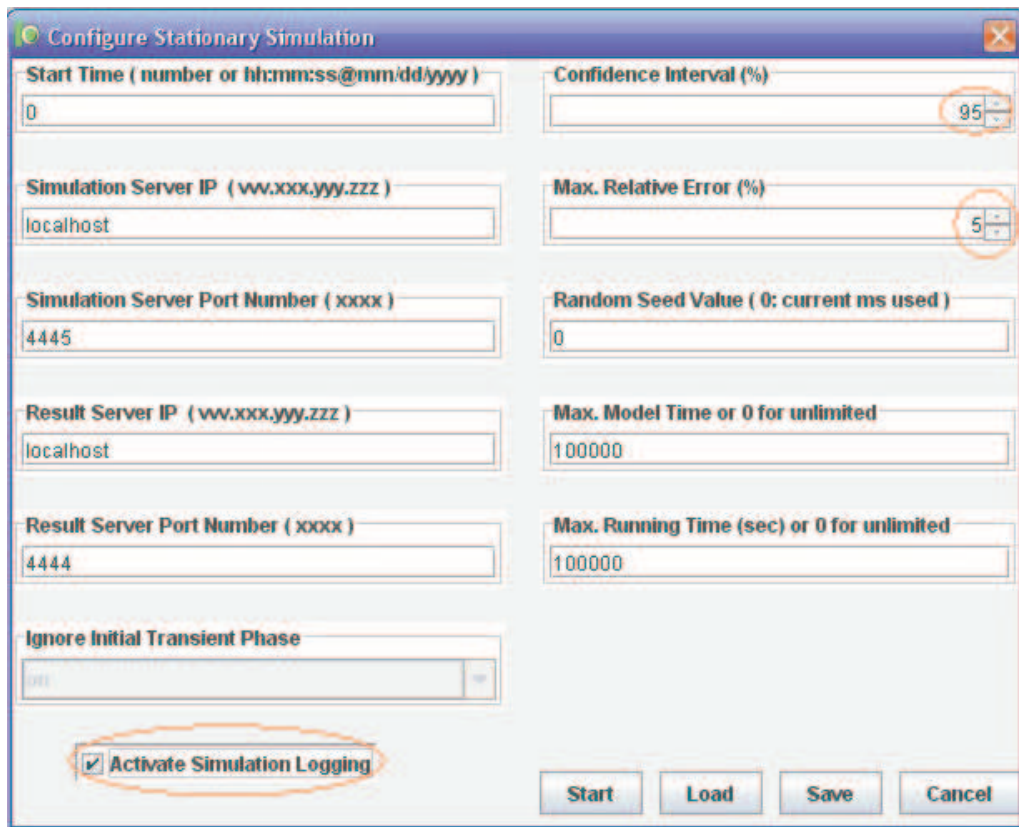 Configure Stationary Simulation
Start Time ( number or hh:mm:ss@mm/dd/yyyy )
0
Simulation Server IP ( vvv.xxx.yyy.zzz )
localhost
Simulation Server Port Number ( xxxx )
4445
Result Server IP ( vvv.xxx.yyy.zzz )
localhost
Result Server Port Number ( xxxx )
4444
Ignore Initial Transient Phase
on
Activate Simulation Logging
Confidence Interval (%)
95
Max. Relative Error (%)
5
Random Seed Value ( 0: current ms used )
0
Max. Model Time or 0 for unlimited
100000
Max. Running Time (sec) or 0 for unlimited
100000
Start
Load
Save
Cancel